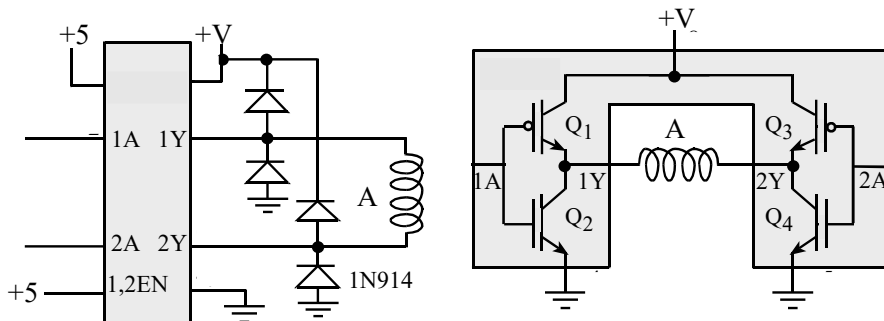 +5
+V
1A 1Y
A
2A 2Y
1,2EN
+5
1N914
+V
Q1
A
Q3
1A
1Y
2Y
2A
Q2
Q4